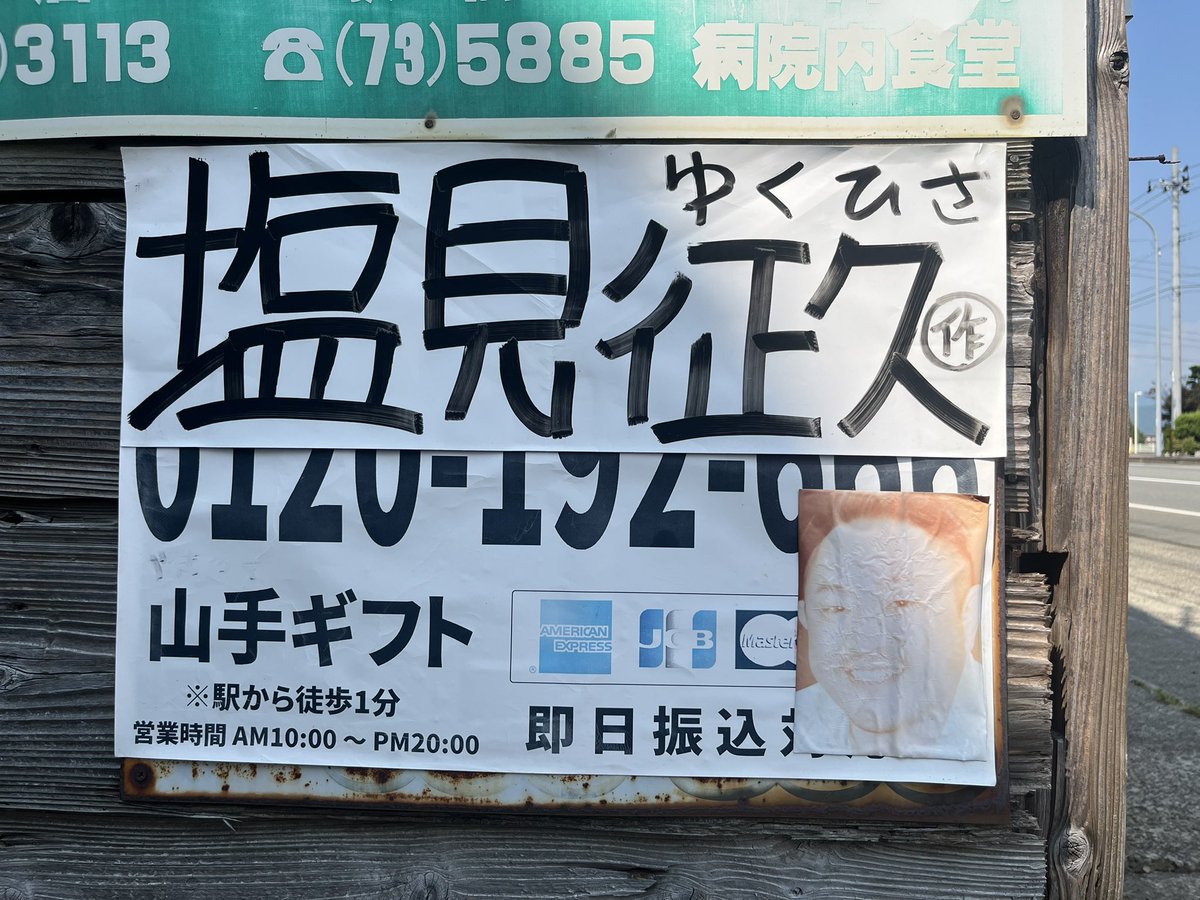 )3113 ☎(73)5885 病院内食堂
ゆくひさ
塩見征久 作
0120-192-
山手ギフト
AMERICAN EXPRESS
JCB
Master
※駅から徒歩1分
営業時間 AM10:00 〜 PM20:00
即日振込